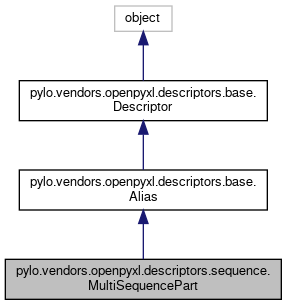 object
pylo.vendors.openpyxl.descriptors.base.
Descriptor
pylo.vendors.openpyxl.descriptors.base.
Alias
pylo.vendors.openpyxl.descriptors.sequence.
MultiSequencePart